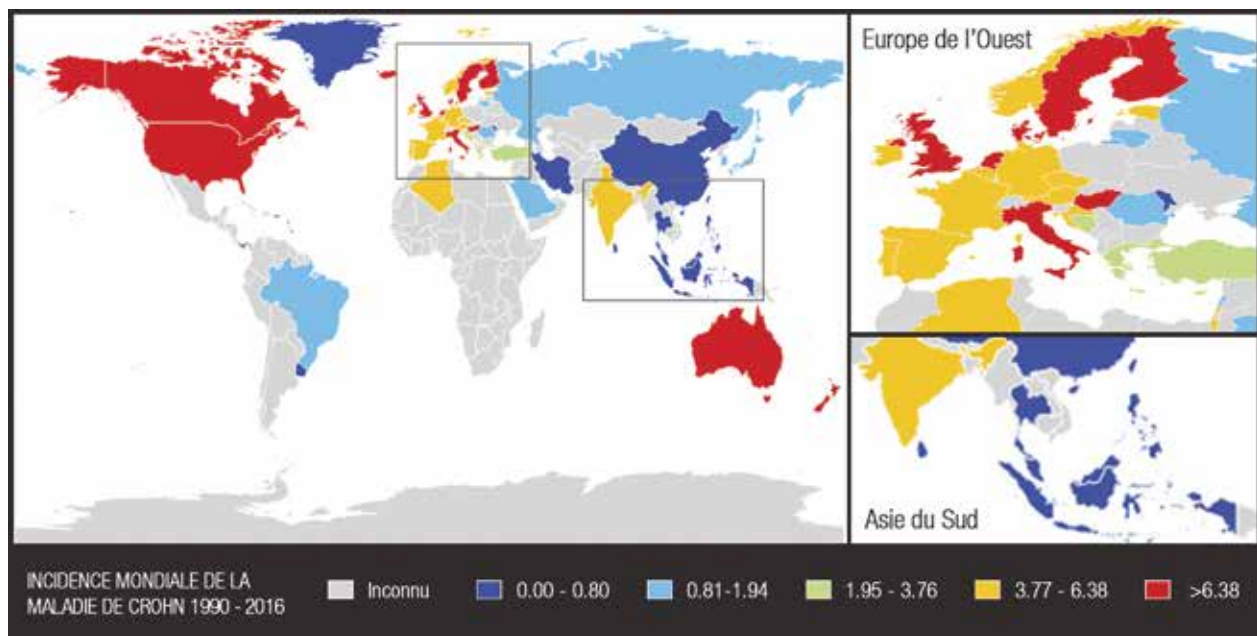 Europe de l'Ouest
Asie du Sud
INCIDENCE MONDIALE DE LA
MALADIE DE CROHN 1990 - 2016
Inconnu
0.00 - 0.80
0.81-1.94
1.95 - 3.76
3.77 - 6.38
>6.38